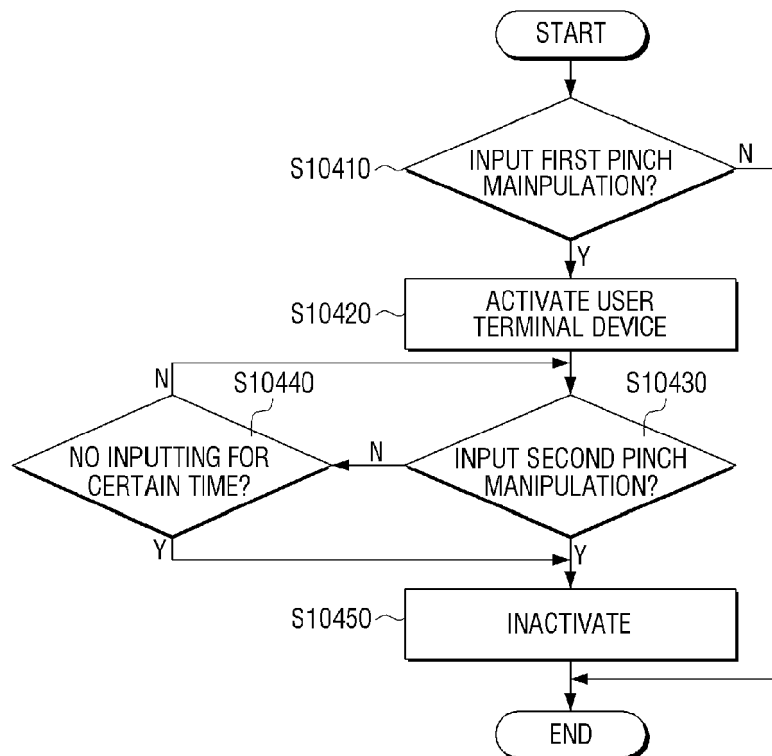 START
S10410
INPUT FIRST PINCH
MAINPULATION?
N
Y
S10420
ACTIVATE USER
TERMINAL DEVICE
N
S10440
S10430
NO INPUTTING FOR
CERTAIN TIME?
N
INPUT SECOND PINCH
MANIPULATION?
Y
Y
S10450
INACTIVATE
END